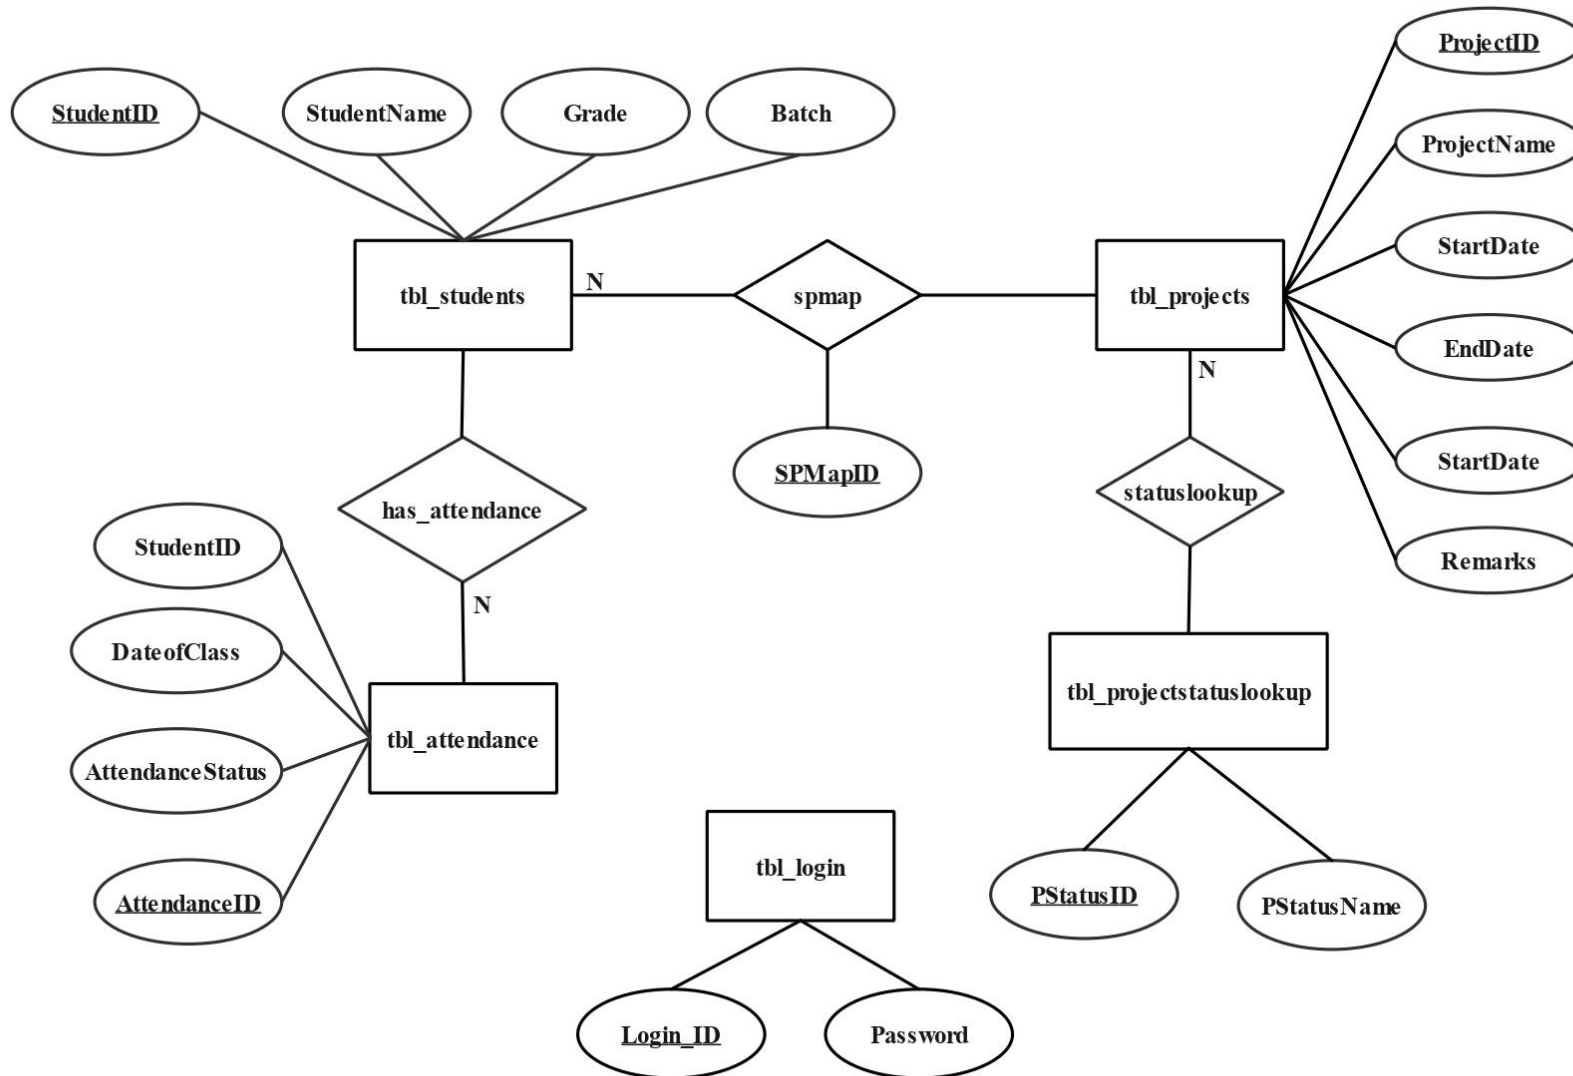 ProjectID
StudentID
StudentName
Grade
Batch
ProjectName
StartDate
tbl_students
N
spmap
tbl_projects
EndDate
N
StartDate
SPMapID
statuslookup
has_attendance
StudentID
Remarks
N
DateofClass
tbl_projectstatuslookup
tbl_attendance
AttendanceStatus
tbl_login
AttendanceID
PStatusID
PStatusName
Login_ID
Password